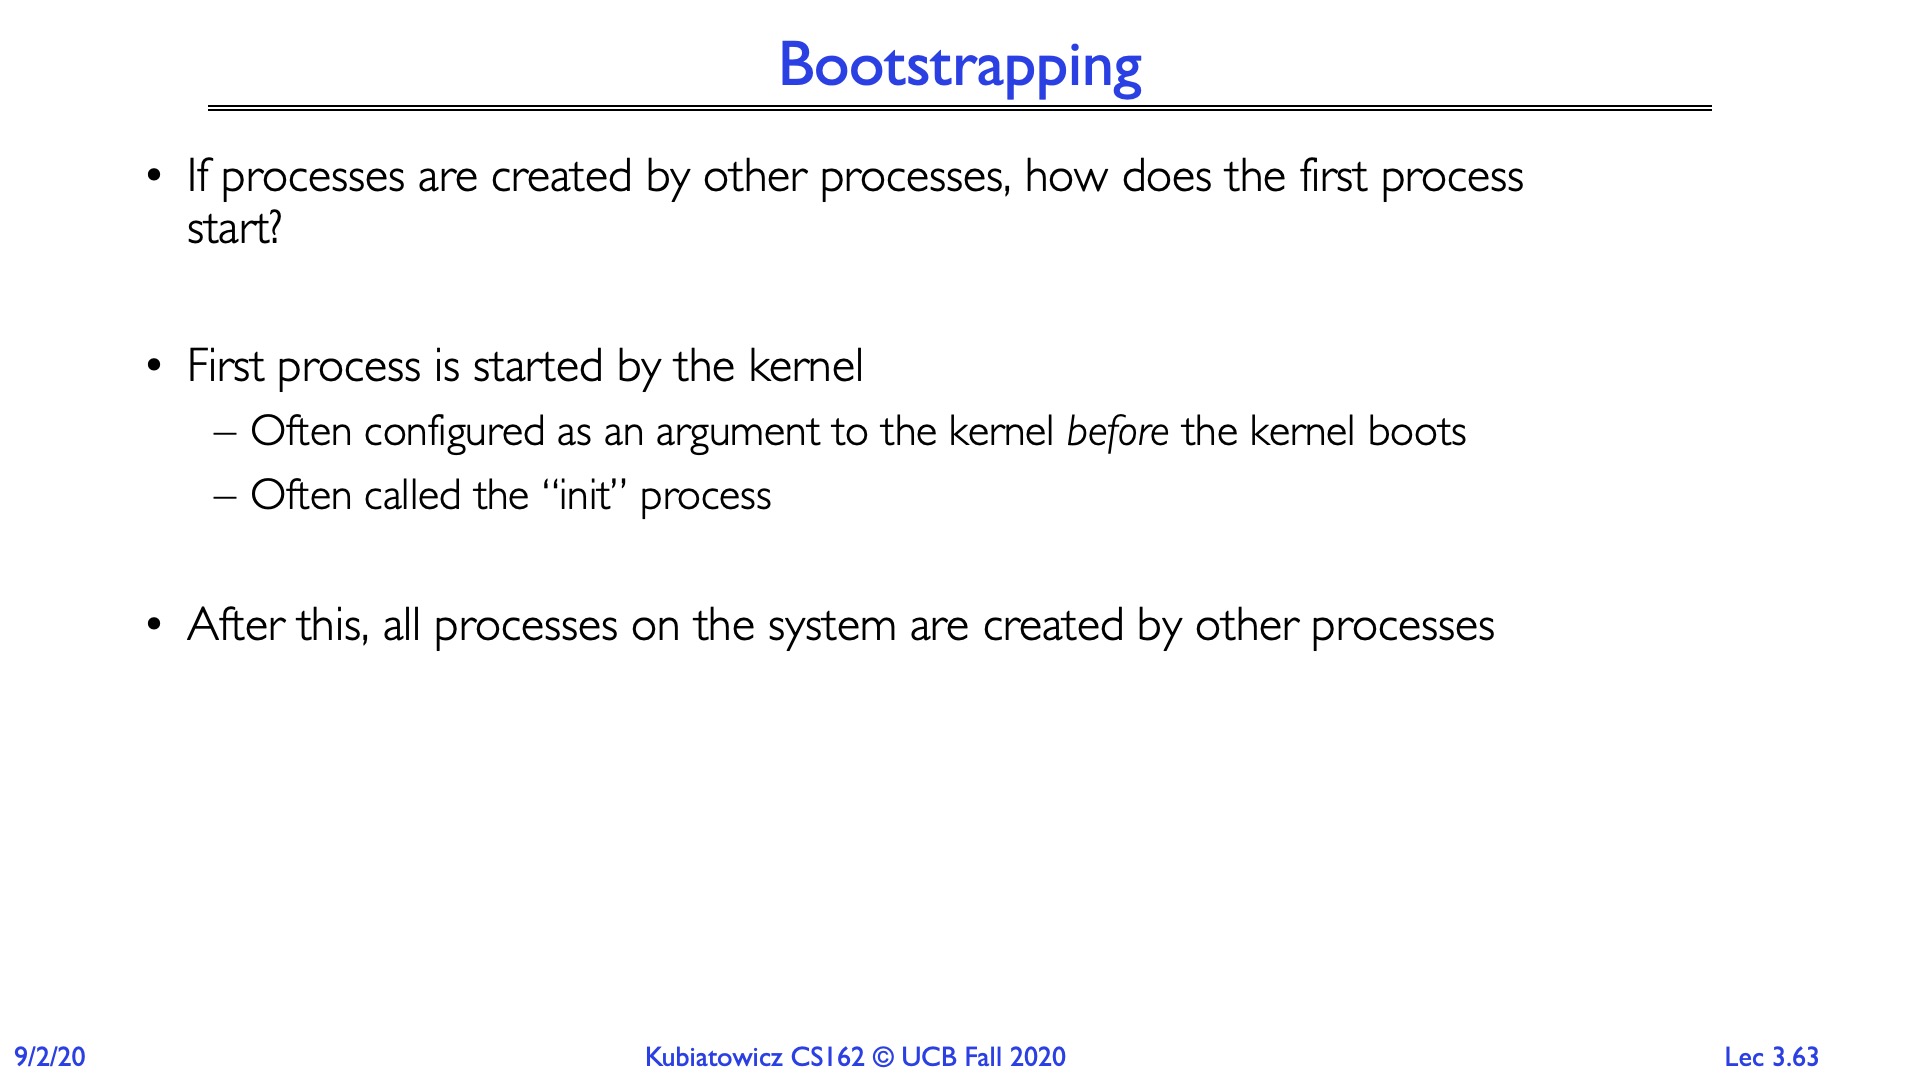 Bootstrapping
• If processes are created by other processes, how does the first process
start?
• First process is started by the kernel
– Often configured as an argument to the kernel before the kernel boots
– Often called the “init” process
• After this, all processes on the system are created by other processes
9/2/20
Kubiatowicz CS162 © UCB Fall 2020
Lec 3.63